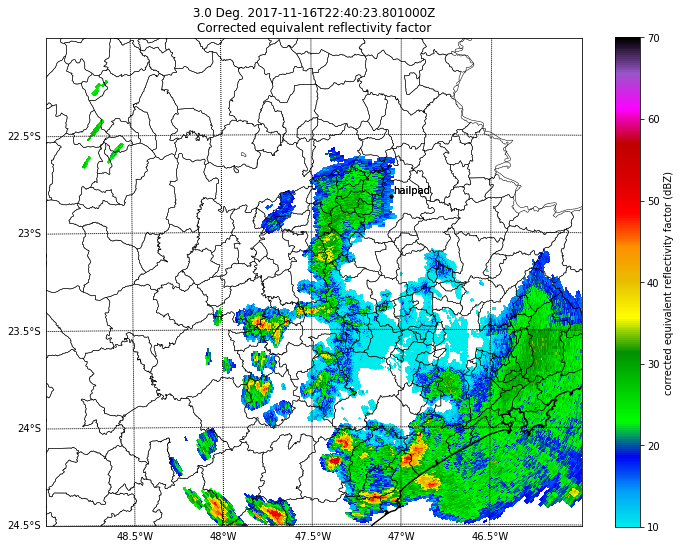 3.0 Deg. 2017-11-16T22:40:23.801000Z
Corrected equivalent reflectivity factor
hailpad
22.5°S
23°S
23.5°S
24°S
24.5°S
48.5°W
48°W
47.5°W
47°W
46.5°W
70
60
50
40
30
20
10
corrected equivalent reflectivity factor (dBZ)